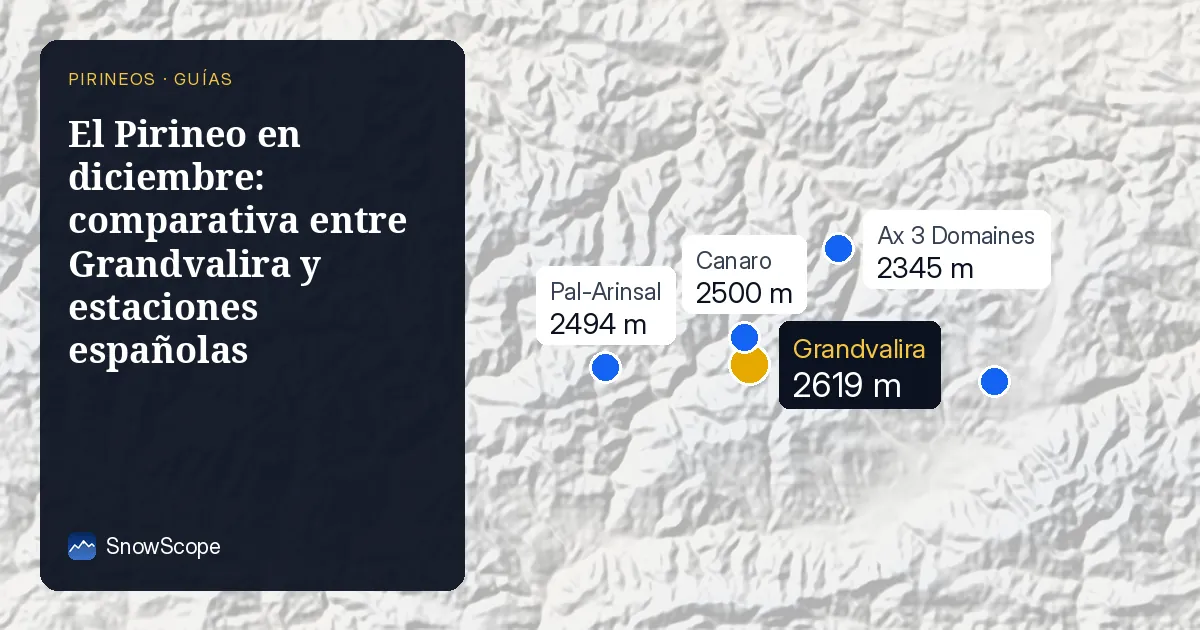 PIRINEOS · GUÍAS
El Pirineo en
diciembre:
comparativa entre
Grandvalira y
estaciones
españolas
SnowScope
Pal-Arinsal
2494 m
Canaro
2500 m
Ax 3 Domaines
2345 m
Grandvalira
2619 m